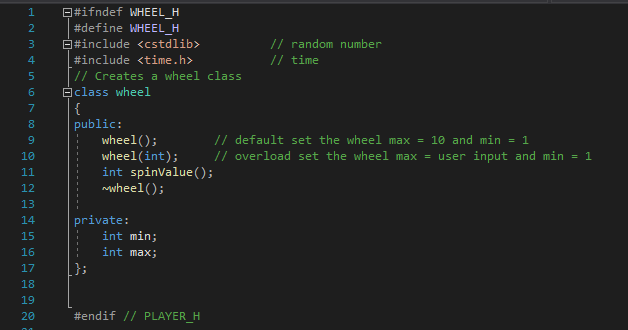 1 #ifndef WHEEL_H
2 #define WHEEL_H
3 #include <cstdlib> // random number
4 #include <time.h> // time
5 // Creates a wheel class
6 class wheel
7 {
8 public:
9 wheel(); // default set the wheel max = 10 and min = 1
10 wheel(int); // overload set the wheel max = user input and min = 1
11 int spinValue();
12 ~wheel();
13
14 private:
15 int min;
16 int max;
17 };
18
19
20 #endif // PLAYER_H